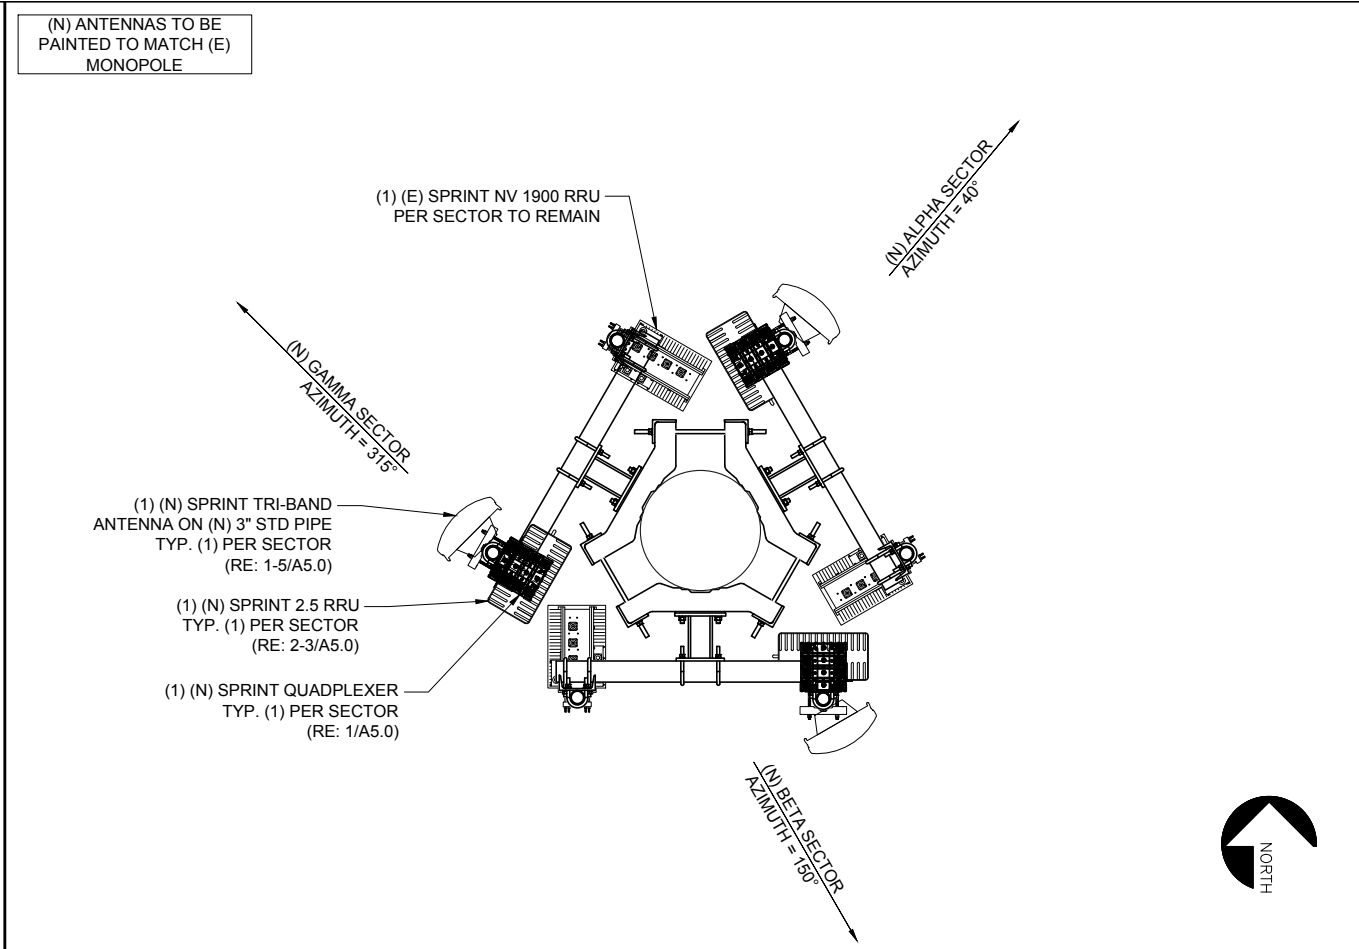 (N) ANTENNAS TO BE
PAINTED TO MATCH (E)
MONOPOLE
(1) (E) SPRINT NV 1900 RRU
PER SECTOR TO REMAIN
(N) ALPHA SECTOR
AZIMUTH = 40°
(N) GAMMA SECTOR
AZIMUTH = 315°
(1) (N) SPRINT TRI-BAND
ANTENNA ON (N) 3" STD PIPE
TYP. (1) PER SECTOR
(RE: 1-5/A5.0)
(1) (N) SPRINT 2.5 RRU
TYP. (1) PER SECTOR
(RE: 2-3/A5.0)
(1) (N) SPRINT QUADPLEXER
TYP. (1) PER SECTOR
(RE: 1/A5.0)
(N) BETA SECTOR
AZIMUTH = 150°
NORTH